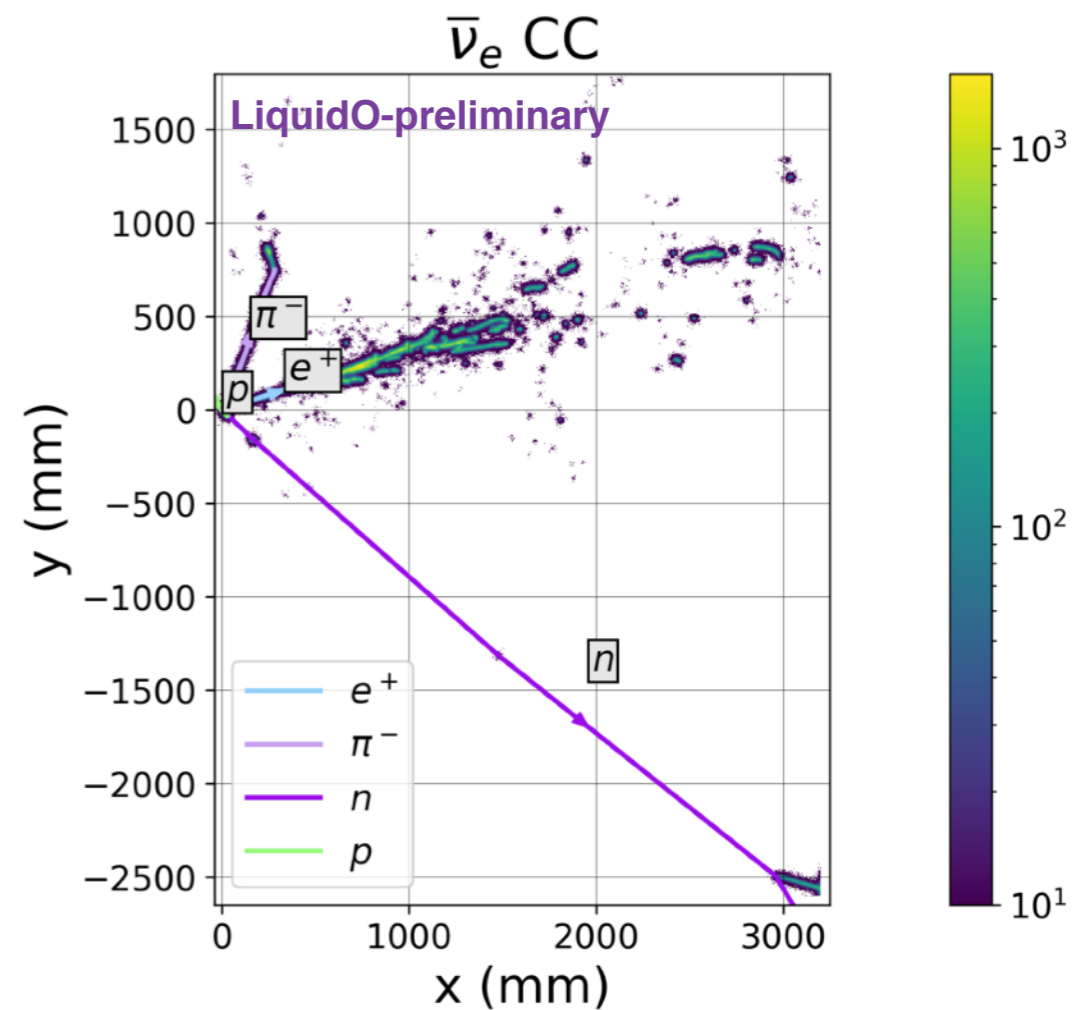 ν̅ₑ CC
LiquidO-preliminary
1500
1000
500
0
−500
−1000
−1500
−2000
−2500
y (mm)
π⁻
e⁺
p
n
e⁺
π⁻
n
p
0
1000
2000
3000
x (mm)
10³
10²
10¹